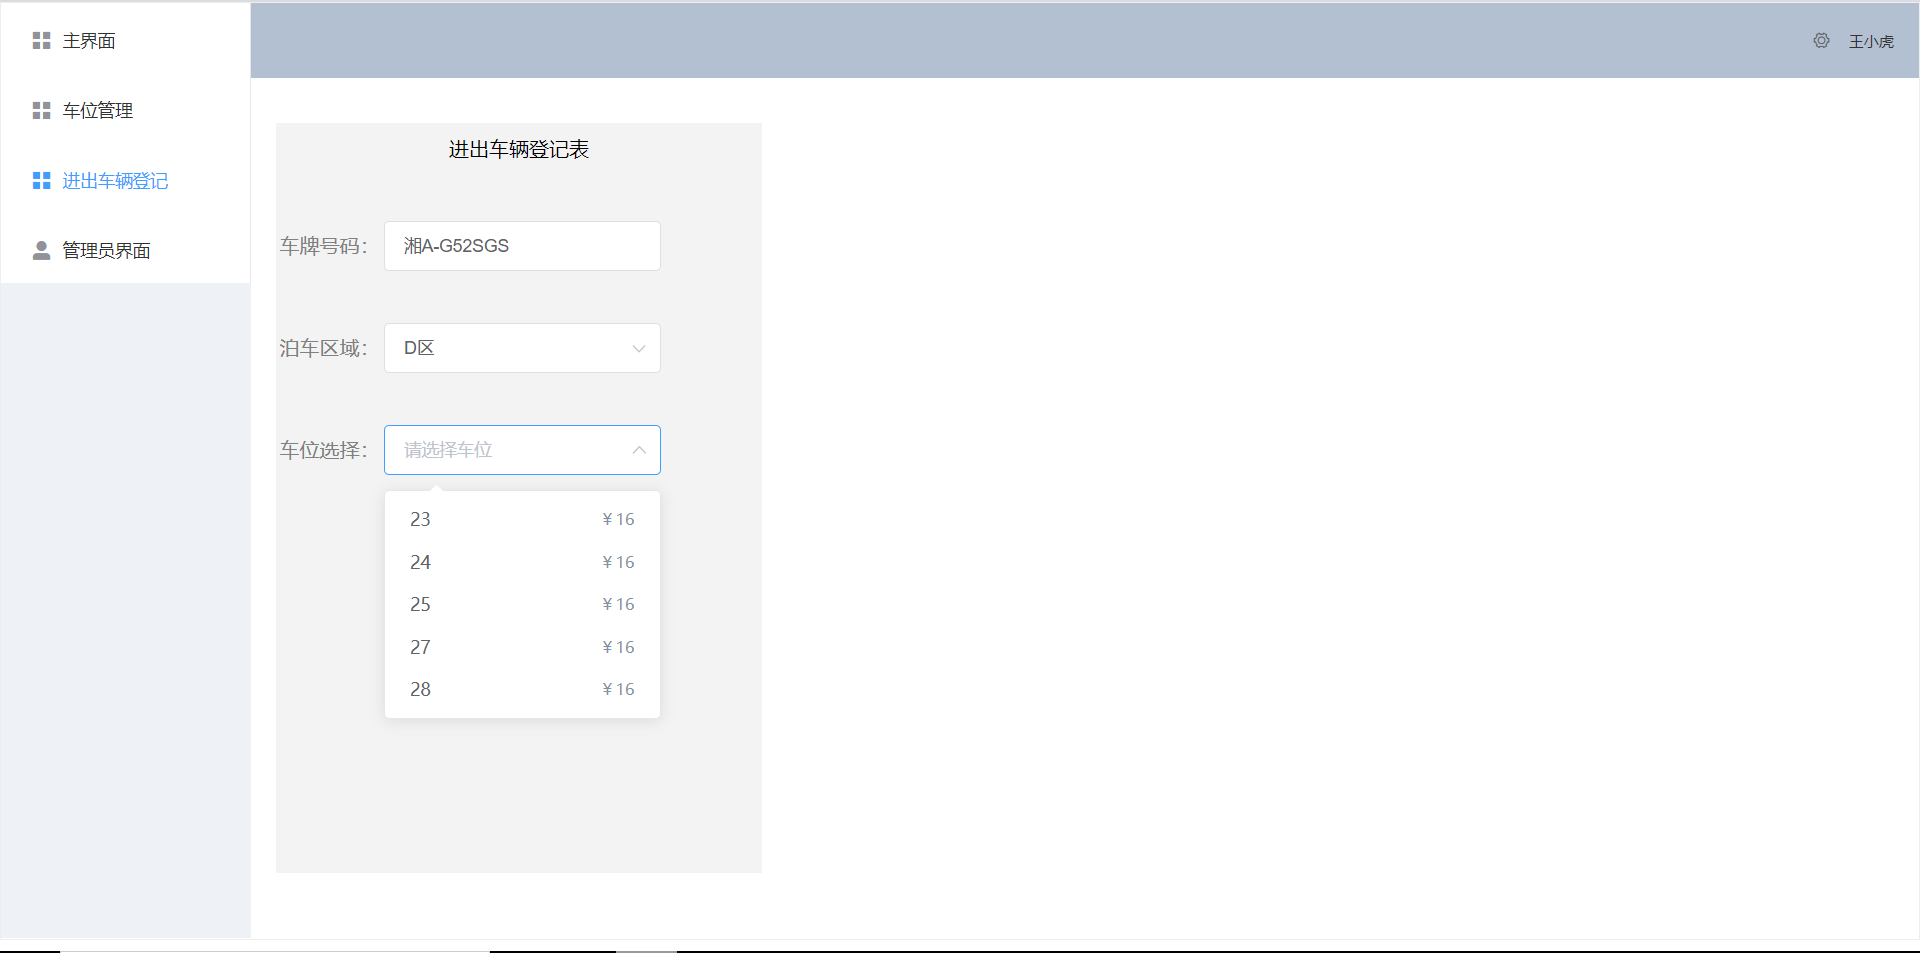 主界面
车位管理
进出车辆登记
管理员界面
王小虎
进出车辆登记表
车牌号码： 湘A-G52SGS
泊车区域： D区
车位选择： 请选择车位
23 ¥ 16
24 ¥ 16
25 ¥ 16
27 ¥ 16
28 ¥ 16